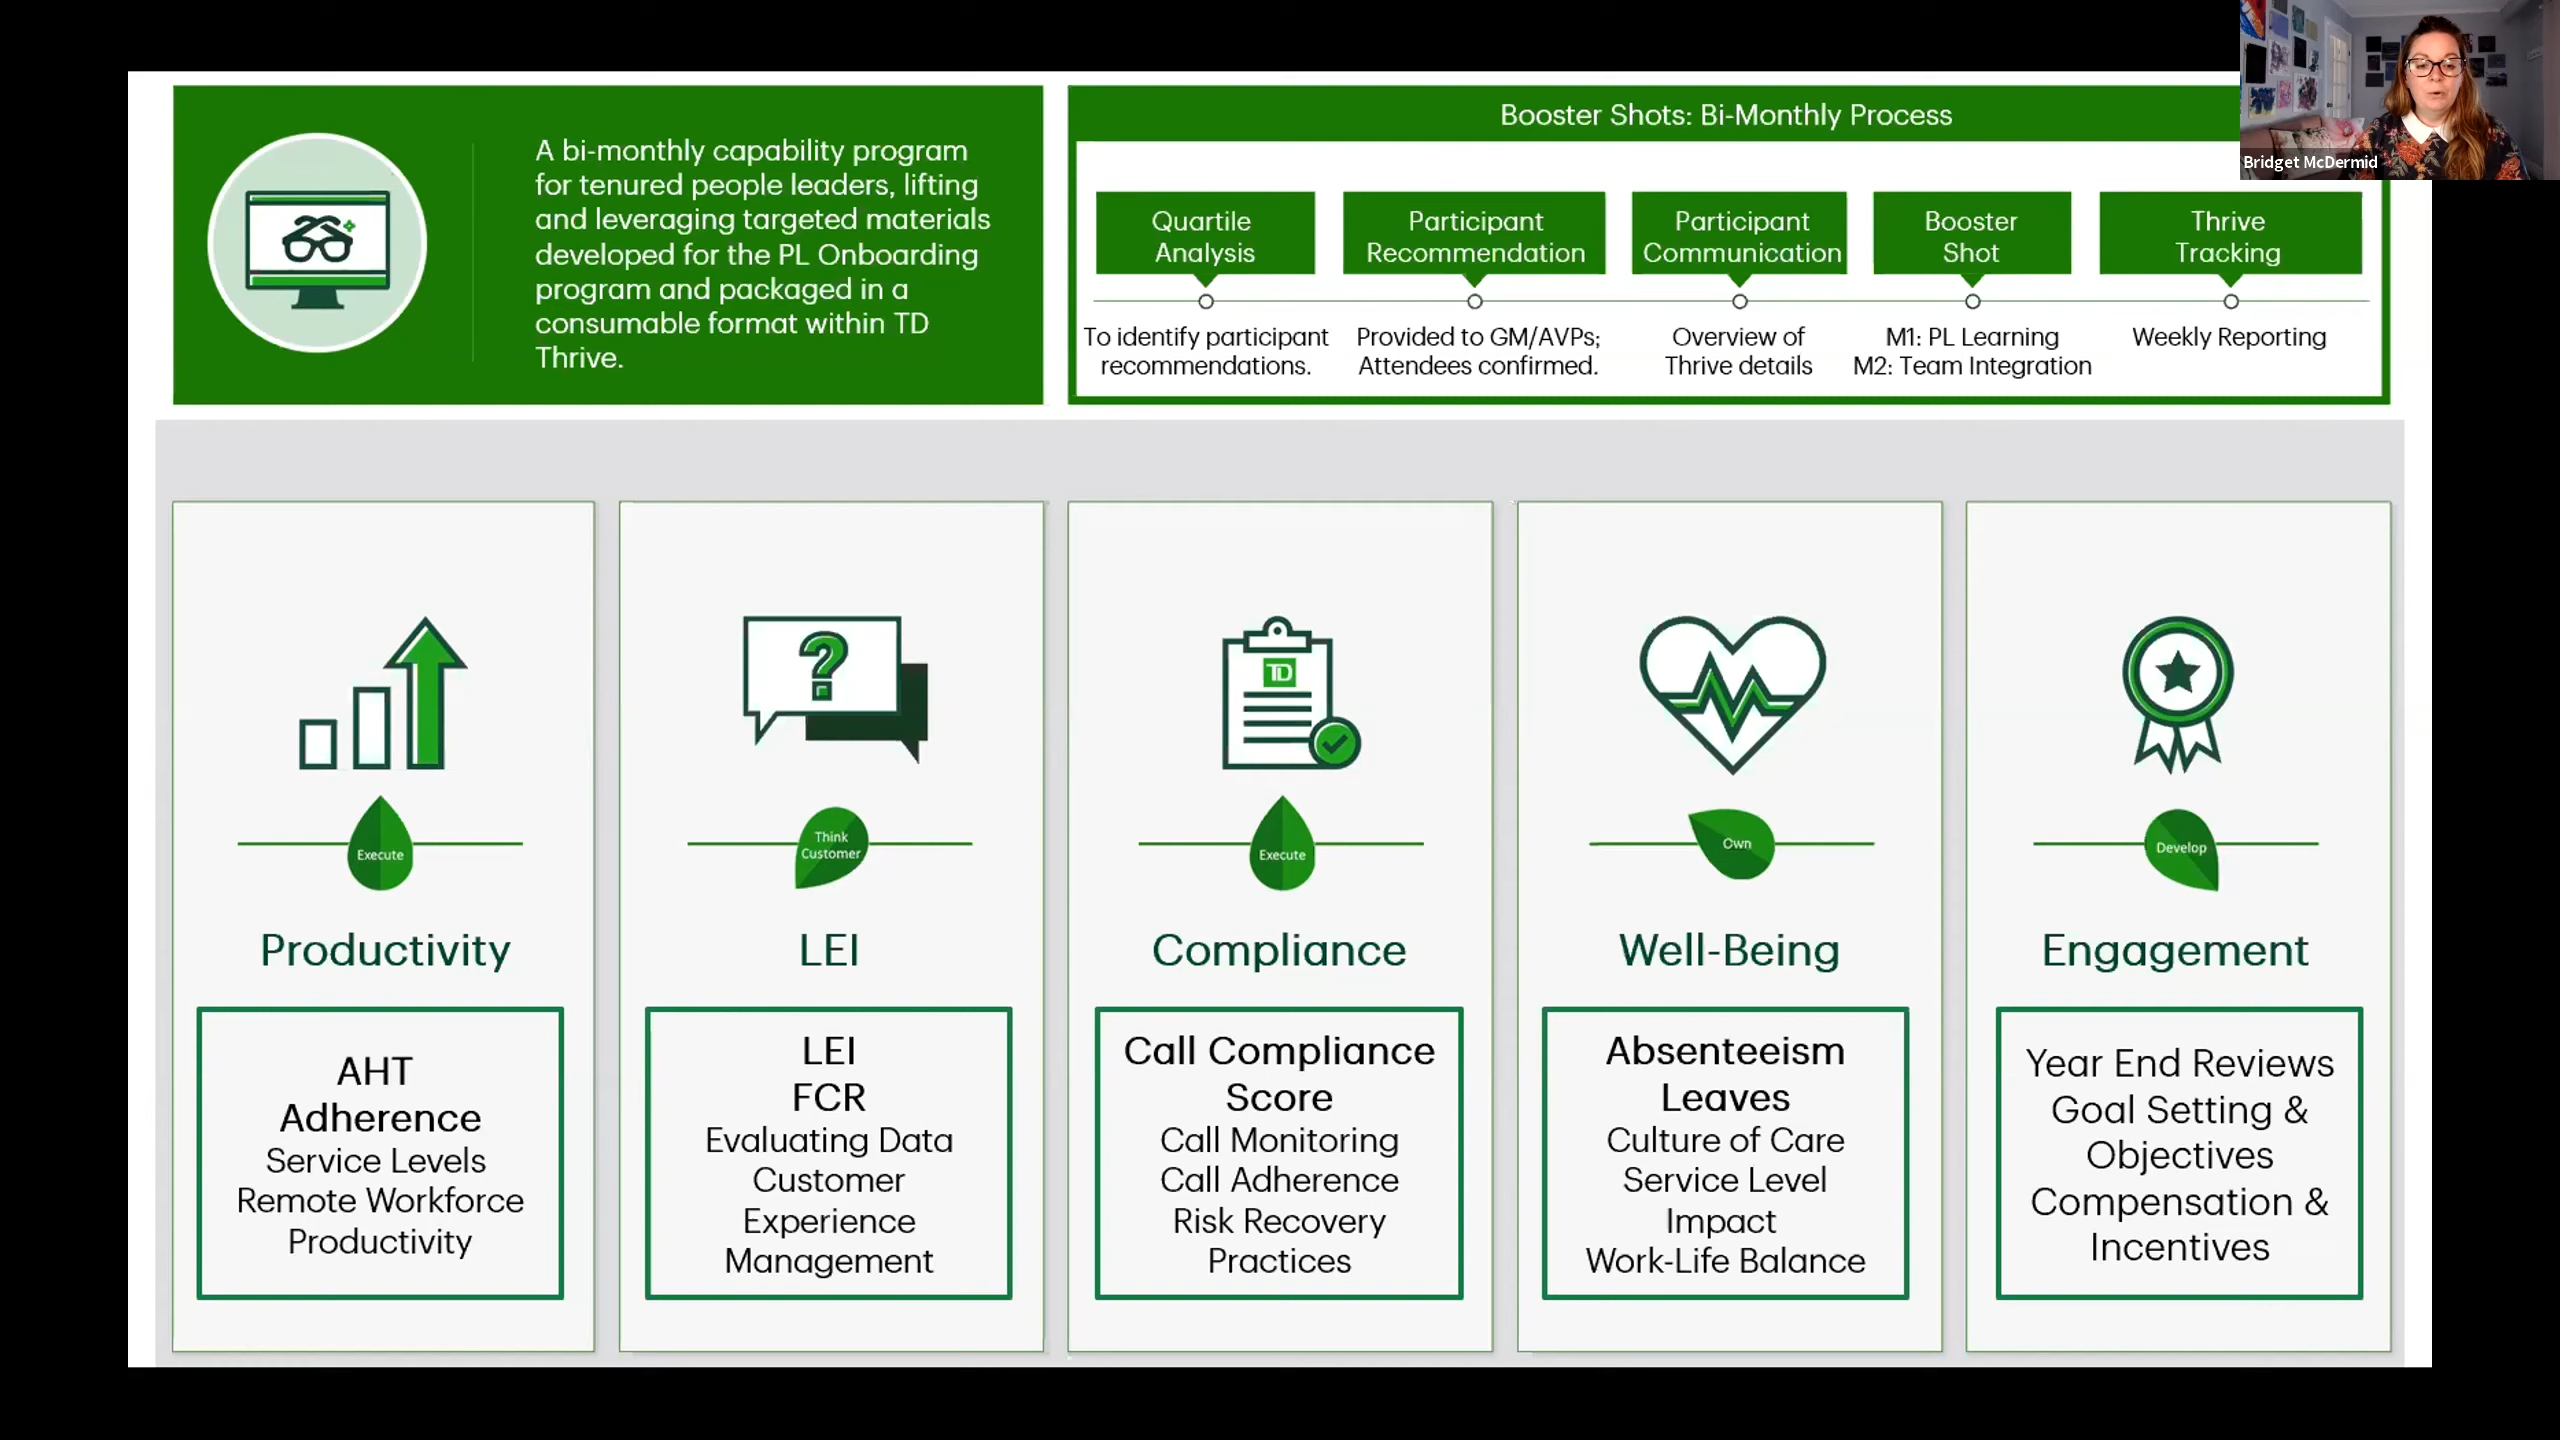 A bi-monthly capability program
for tenured people leaders, lifting
and leveraging targeted materials
developed for the PL Onboarding
program and packaged in a
consumable format within TD
Thrive.
Booster Shots: Bi-Monthly Process
Quartile
Analysis
To identify participant
recommendations.
Participant
Recommendation
Provided to GM/AVPs;
Attendees confirmed.
Participant
Communication
Overview of
Thrive details
Booster
Shot
M1: PL Learning
M2: Team Integration
Thrive
Tracking
Weekly Reporting
Bridget McDermid
Execute
Productivity
AHT
Adherence
Service Levels
Remote Workforce
Productivity
Think
Customer
LEI
LEI
FCR
Evaluating Data
Customer
Experience
Management
TD
Execute
Compliance
Call Compliance
Score
Call Monitoring
Call Adherence
Risk Recovery
Practices
Own
Well-Being
Absenteeism
Leaves
Culture of Care
Service Level
Impact
Work-Life Balance
Develop
Engagement
Year End Reviews
Goal Setting &
Objectives
Compensation &
Incentives